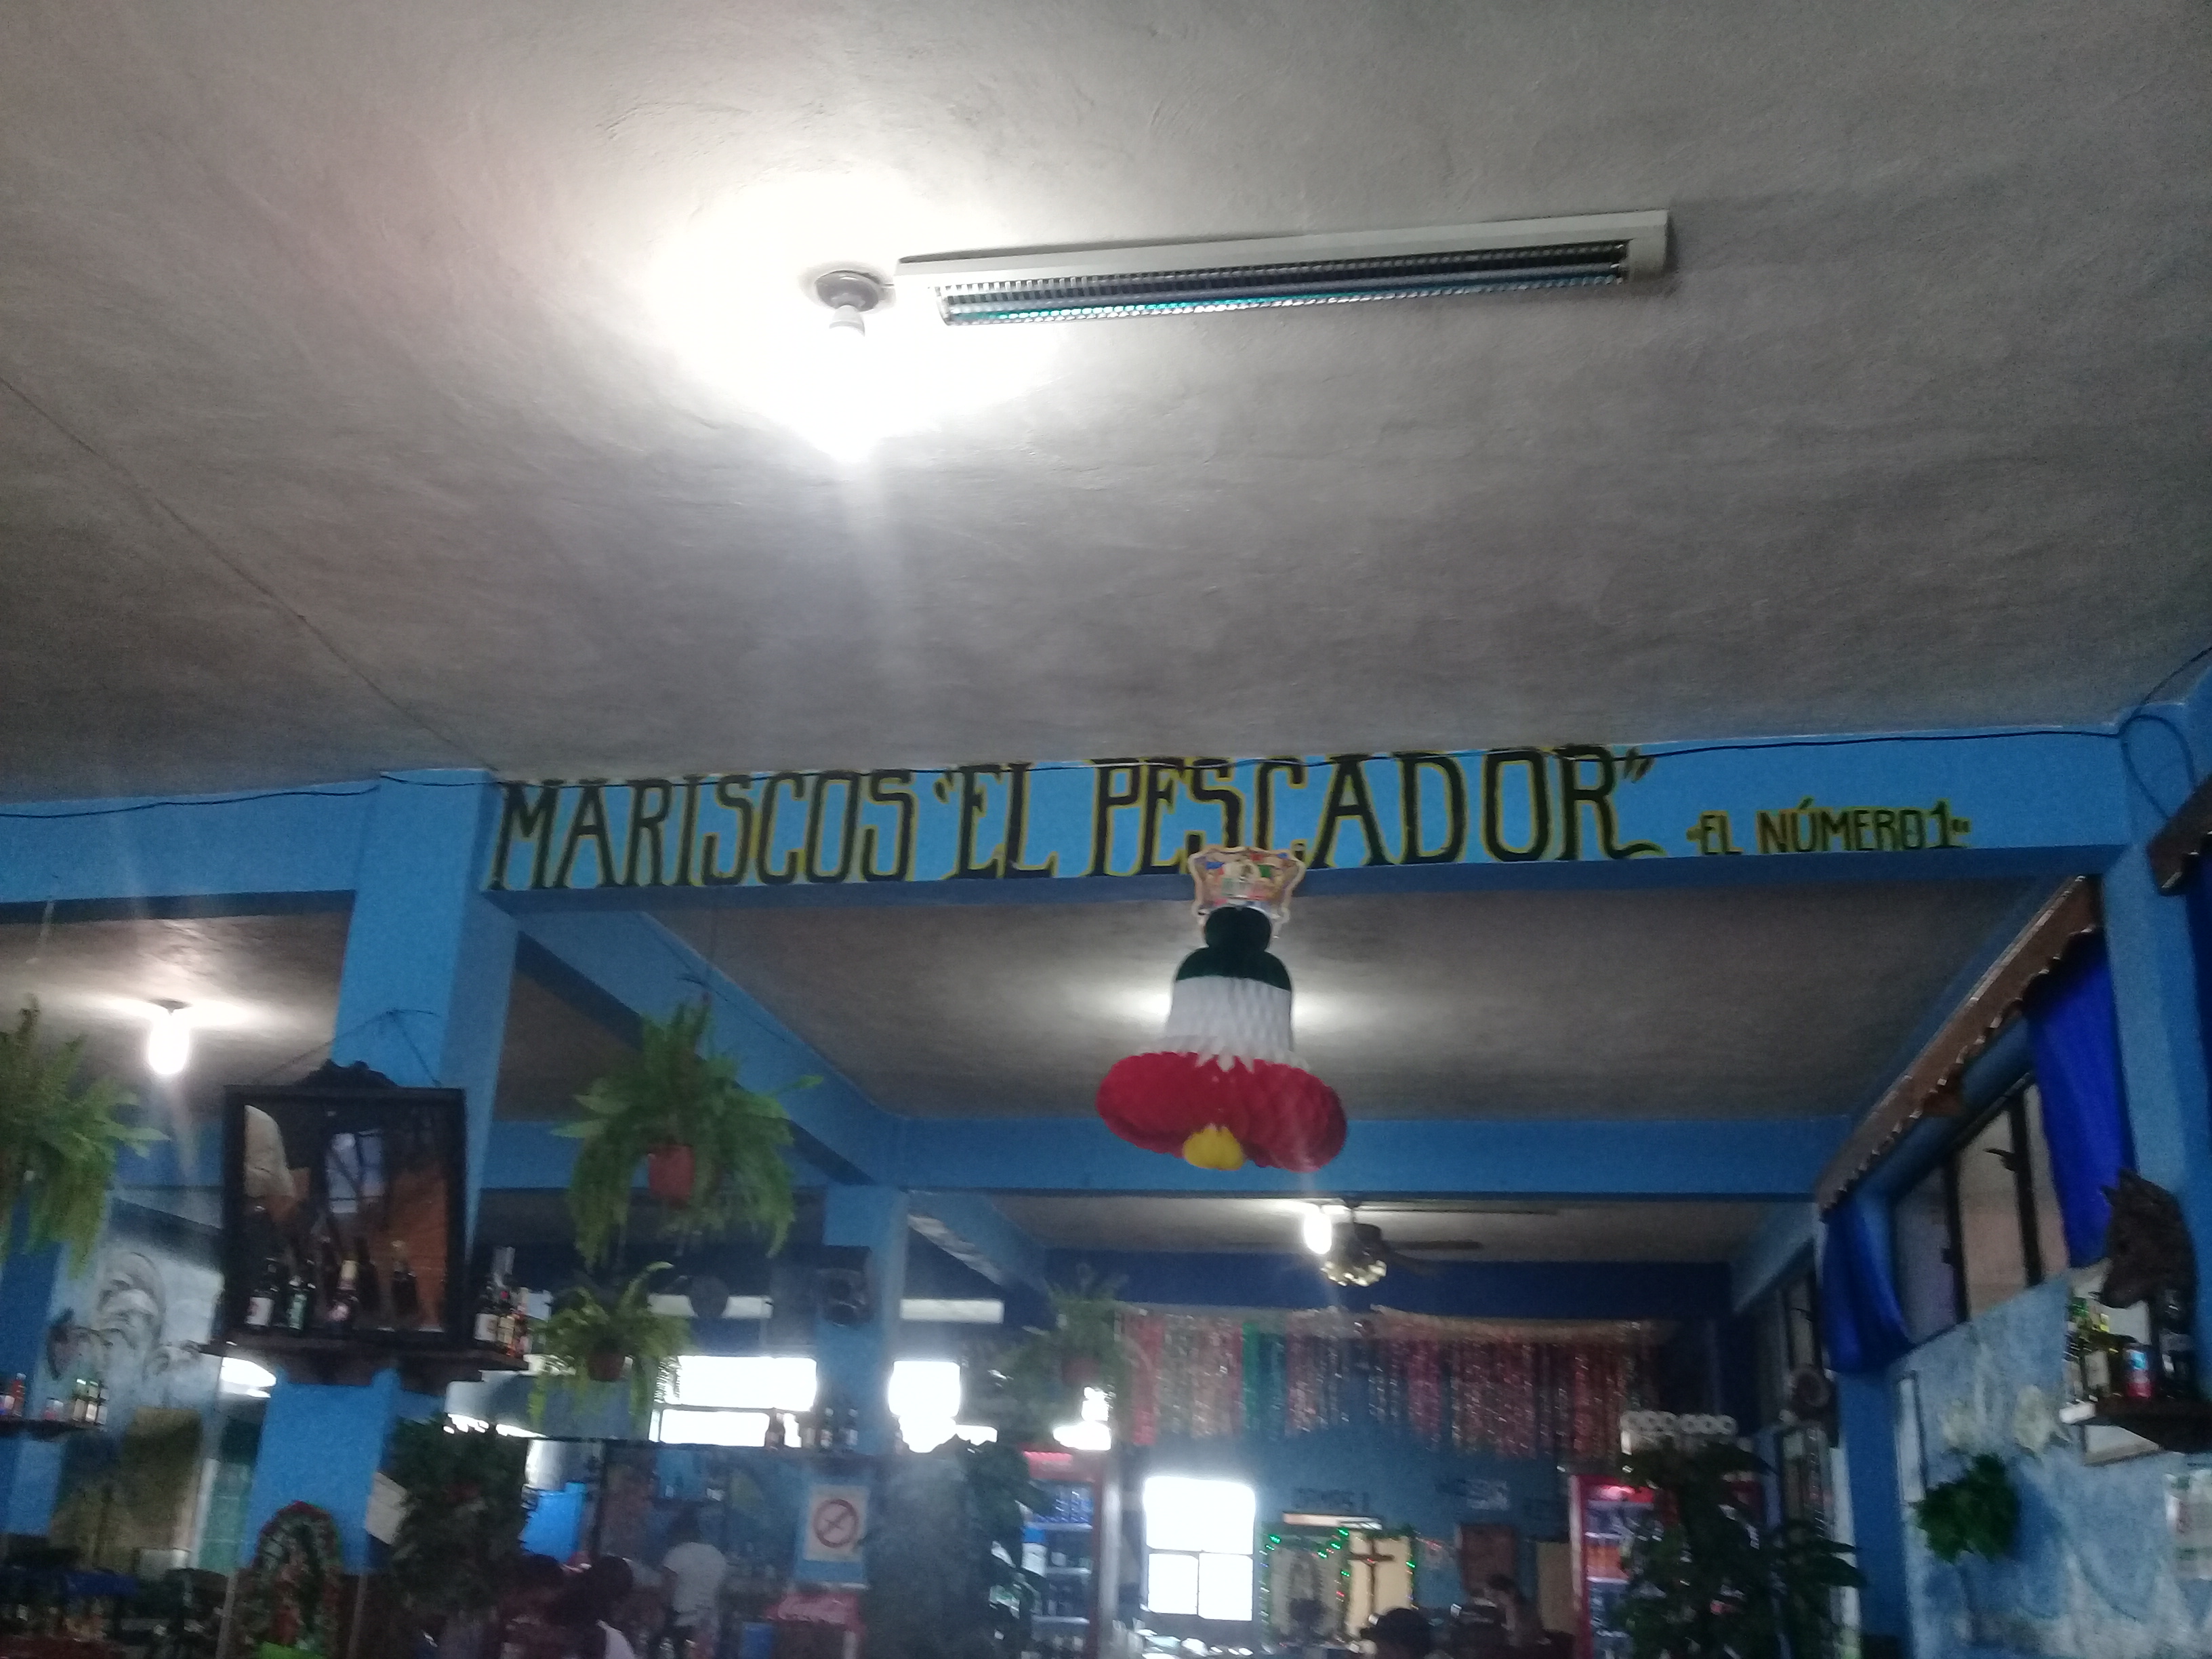 MARISCOS "EL PESCADOR" "EL NÚMERO 1"